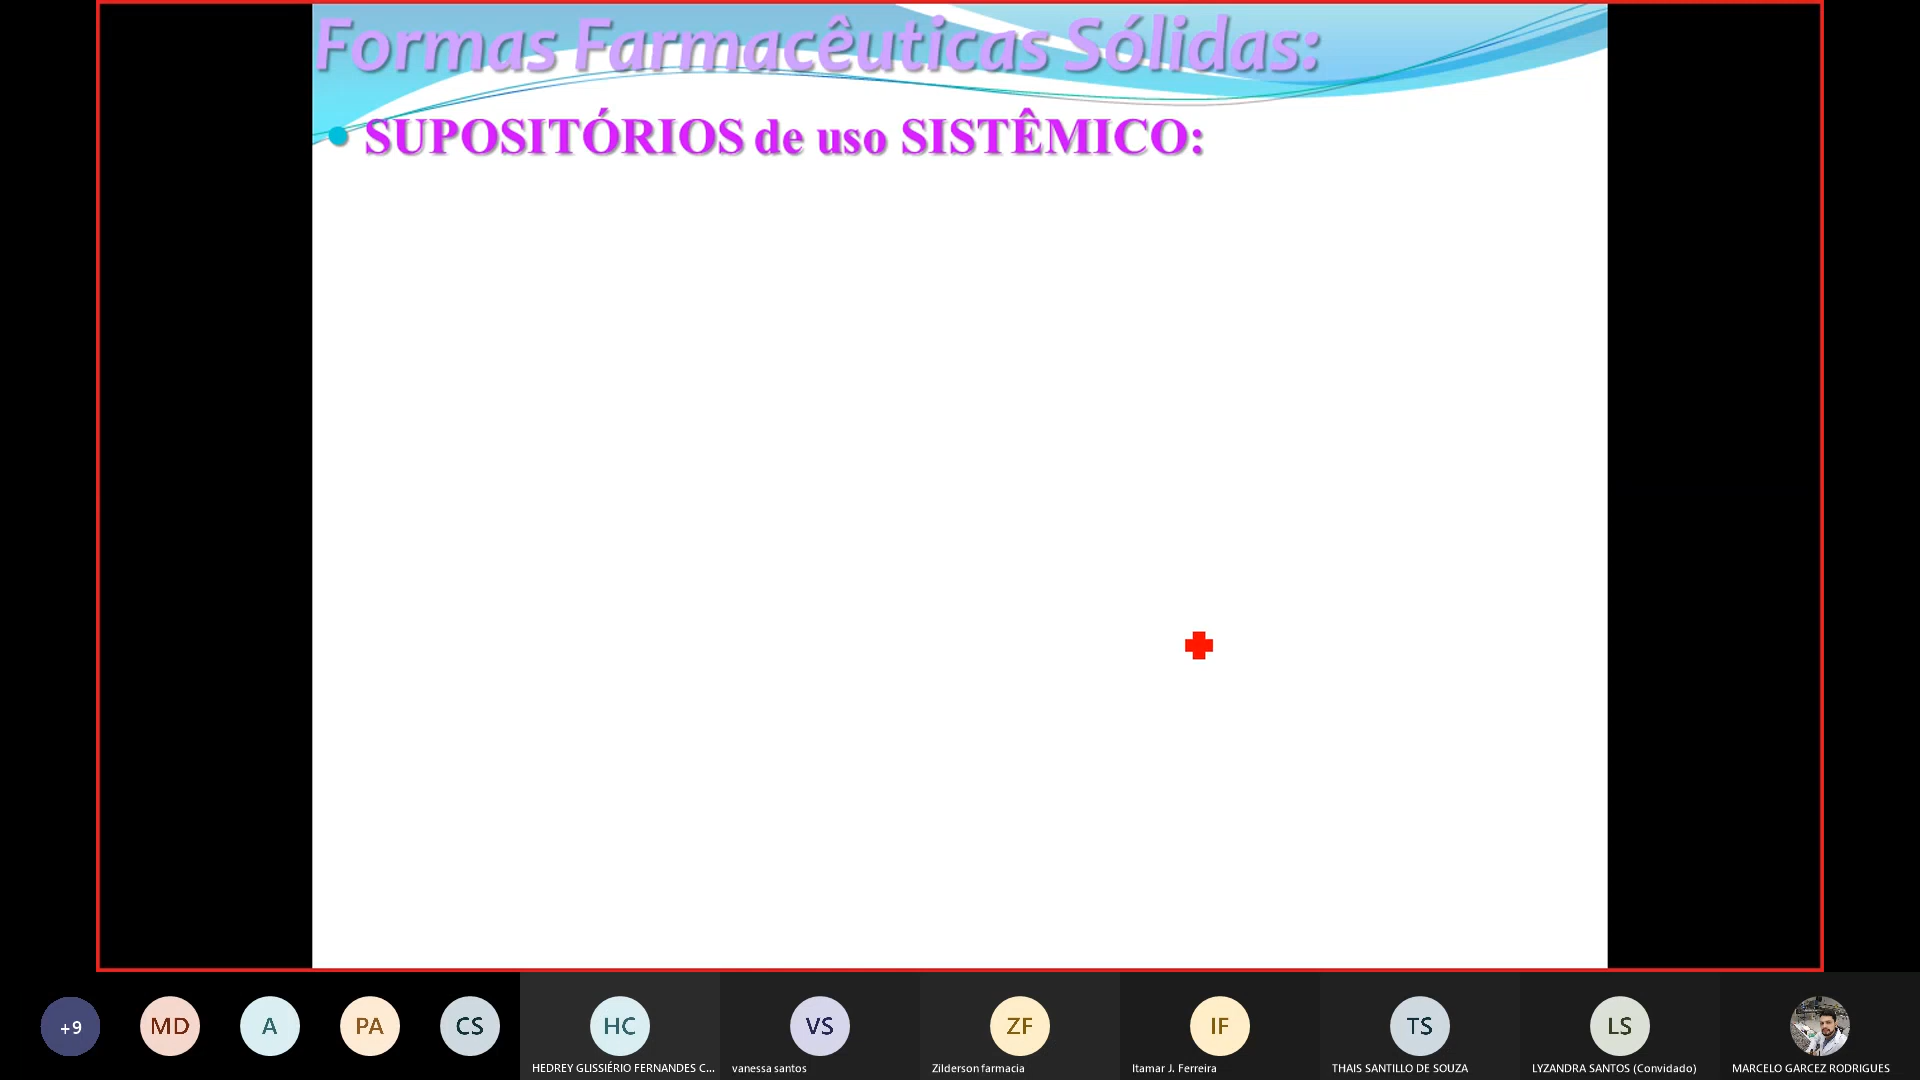 Formas Farmacêuticas Sólidas:
SUPOSITÓRIOS de uso SISTÊMICO:
+9
MD
A
PA
CS
HC
VS
ZF
IF
TS
LS
HEDREY GLISSIÉRIO FERNANDES C...
vanessa santos
Zilderson farmacia
Itamar J. Ferreira
THAIS SANTILLO DE SOUZA
LYZANDRA SANTOS (Convidado)
MARCELO GARCEZ RODRIGUES